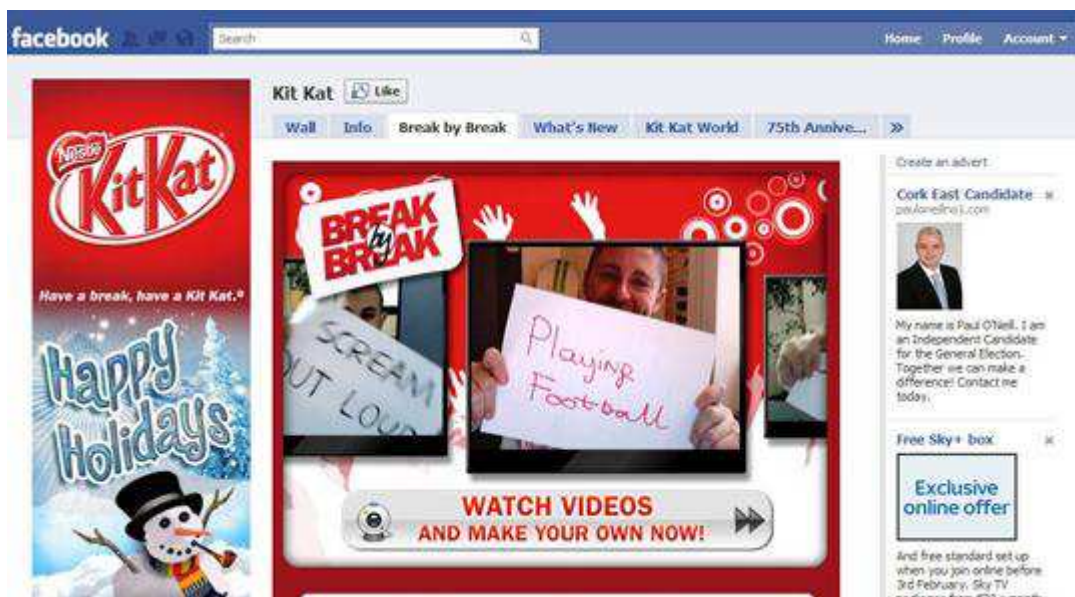 facebook
Search
Home Profile Account
Kit Kat Like
Wall Info Break by Break What's New Kit Kat World 75th Annive... »
Nestlé
KitKat
Have a break, have a Kit Kat.®
Happy
Holidays
BREAK
by
BREAK
SCREAM
OUT LOUD
Playing
Football
WATCH VIDEOS
AND MAKE YOUR OWN NOW!
Create an advert
Cork East Candidate
My name is Paul O'Neill. I am
an Independent Candidate
for the General Election.
Together we can make a
difference! Contact me
today.
Free Sky+ box
Exclusive
online offer
And free standard set up
when you join online before
3rd February. Sky TV